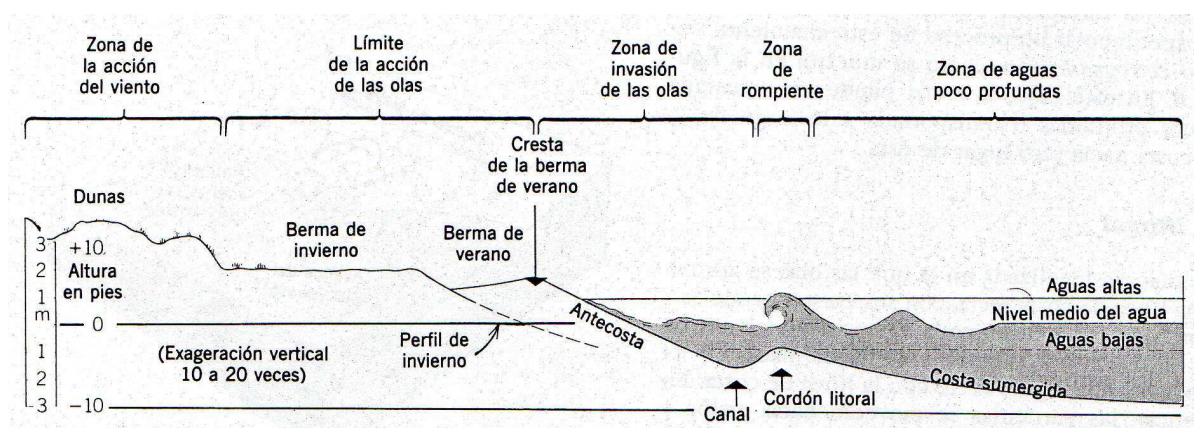 Zona de
la acción
del viento
Límite
de la acción
de las olas
Zona de
invasión
de las olas
Zona
de
rompiente
Zona de aguas
poco profundas
Cresta
de la berma
de verano
Dunas
Berma de
invierno
Berma de
verano
3
+10
2
Altura
en pies
1
m
0
1
2
3
-10
Aguas altas
Nivel medio del agua
Aguas bajas
Antecosta
Perfil de
invierno
(Exageración vertical
10 a 20 veces)
Costa sumergida
Canal
Cordón litoral